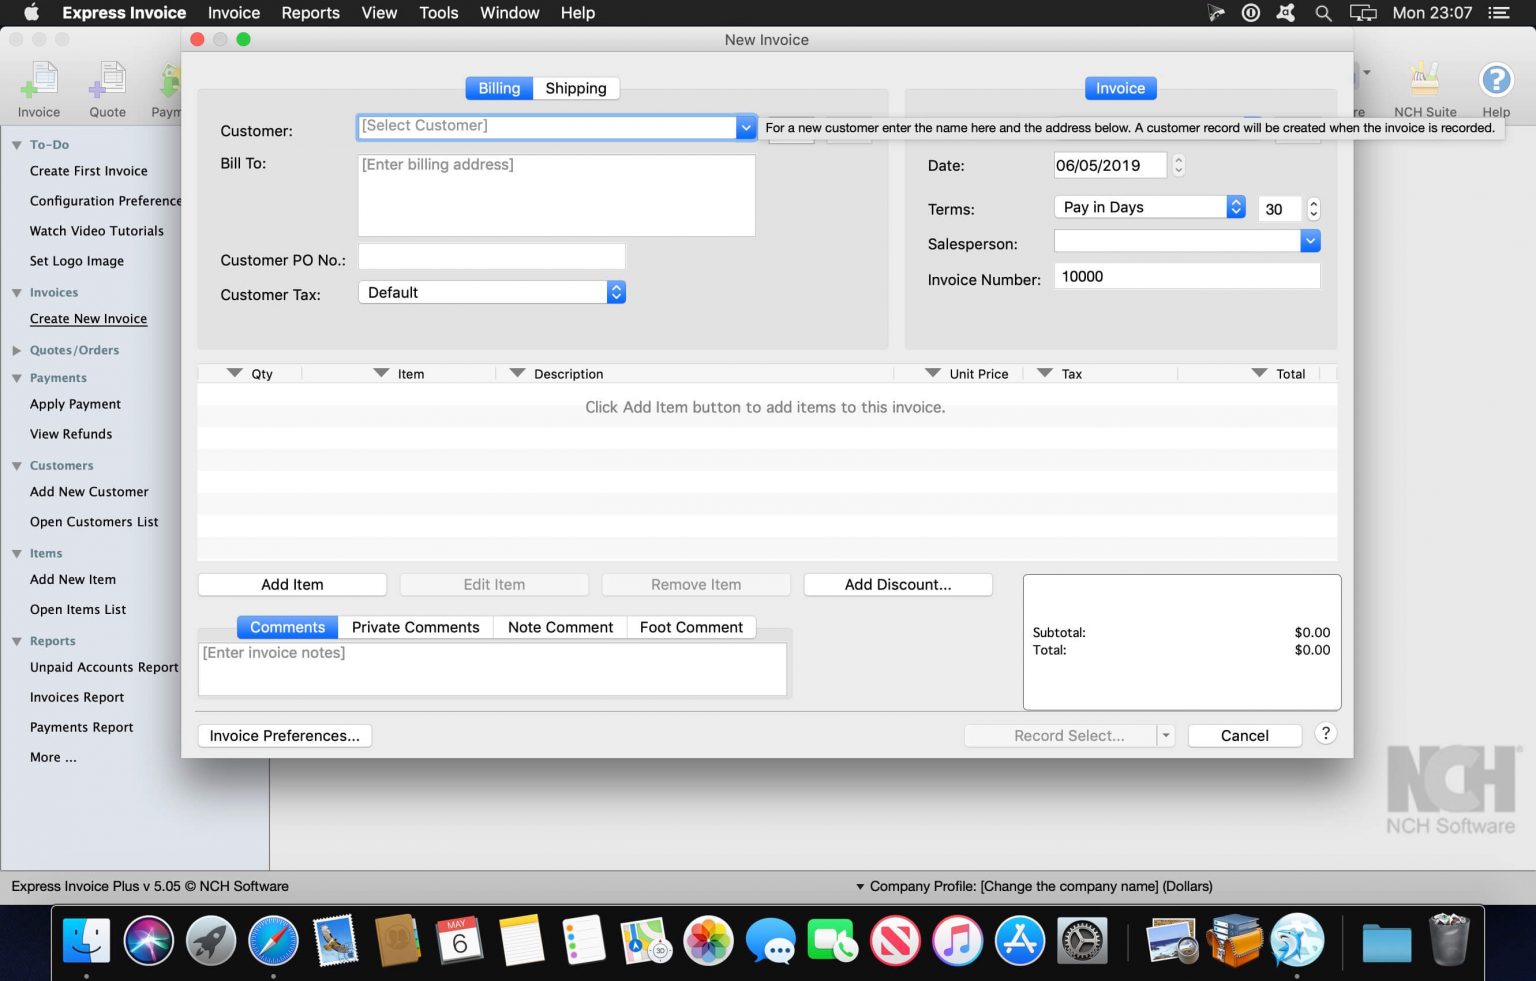 Express Invoice Invoice Reports View Tools Window Help Mon 23:07
New Invoice
Invoice Quote Paym re NCH Suite Help
To-Do
Create First Invoice
Configuration Preference
Watch Video Tutorials
Set Logo Image
Invoices
Create New Invoice
Quotes/Orders
Payments
Apply Payment
View Refunds
Customers
Add New Customer
Open Customers List
Items
Add New Item
Open Items List
Reports
Unpaid Accounts Report
Invoices Report
Payments Report
More ...
Billing Shipping
Customer: [Select Customer]
For a new customer enter the name here and the address below. A customer record will be created when the invoice is recorded.
Bill To: [Enter billing address]
Customer PO No.:
Customer Tax: Default
Invoice
Date: 06/05/2019
Terms: Pay in Days 30
Salesperson:
Invoice Number: 10000
Qty Item Description Unit Price Tax Total
Click Add Item button to add items to this invoice.
Add Item Edit Item Remove Item Add Discount...
Comments Private Comments Note Comment Foot Comment
[Enter invoice notes]
Subtotal: $0.00
Total: $0.00
Invoice Preferences... Record Select... Cancel ?
NCH
NCH Software
Express Invoice Plus v 5.05 © NCH Software Company Profile: [Change the company name] (Dollars)
MAY
6
3D